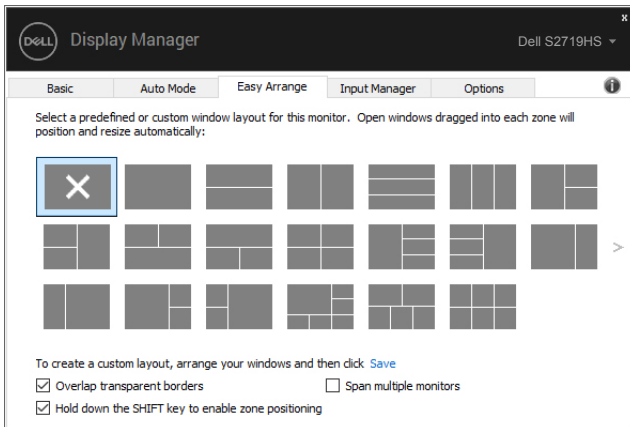 x
DELL Display Manager Dell S2719HS
Basic Auto Mode Easy Arrange Input Manager Options
Select a predefined or custom window layout for this monitor. Open windows dragged into each zone will
position and resize automatically:
To create a custom layout, arrange your windows and then click Save
Overlap transparent borders Span multiple monitors
Hold down the SHIFT key to enable zone positioning